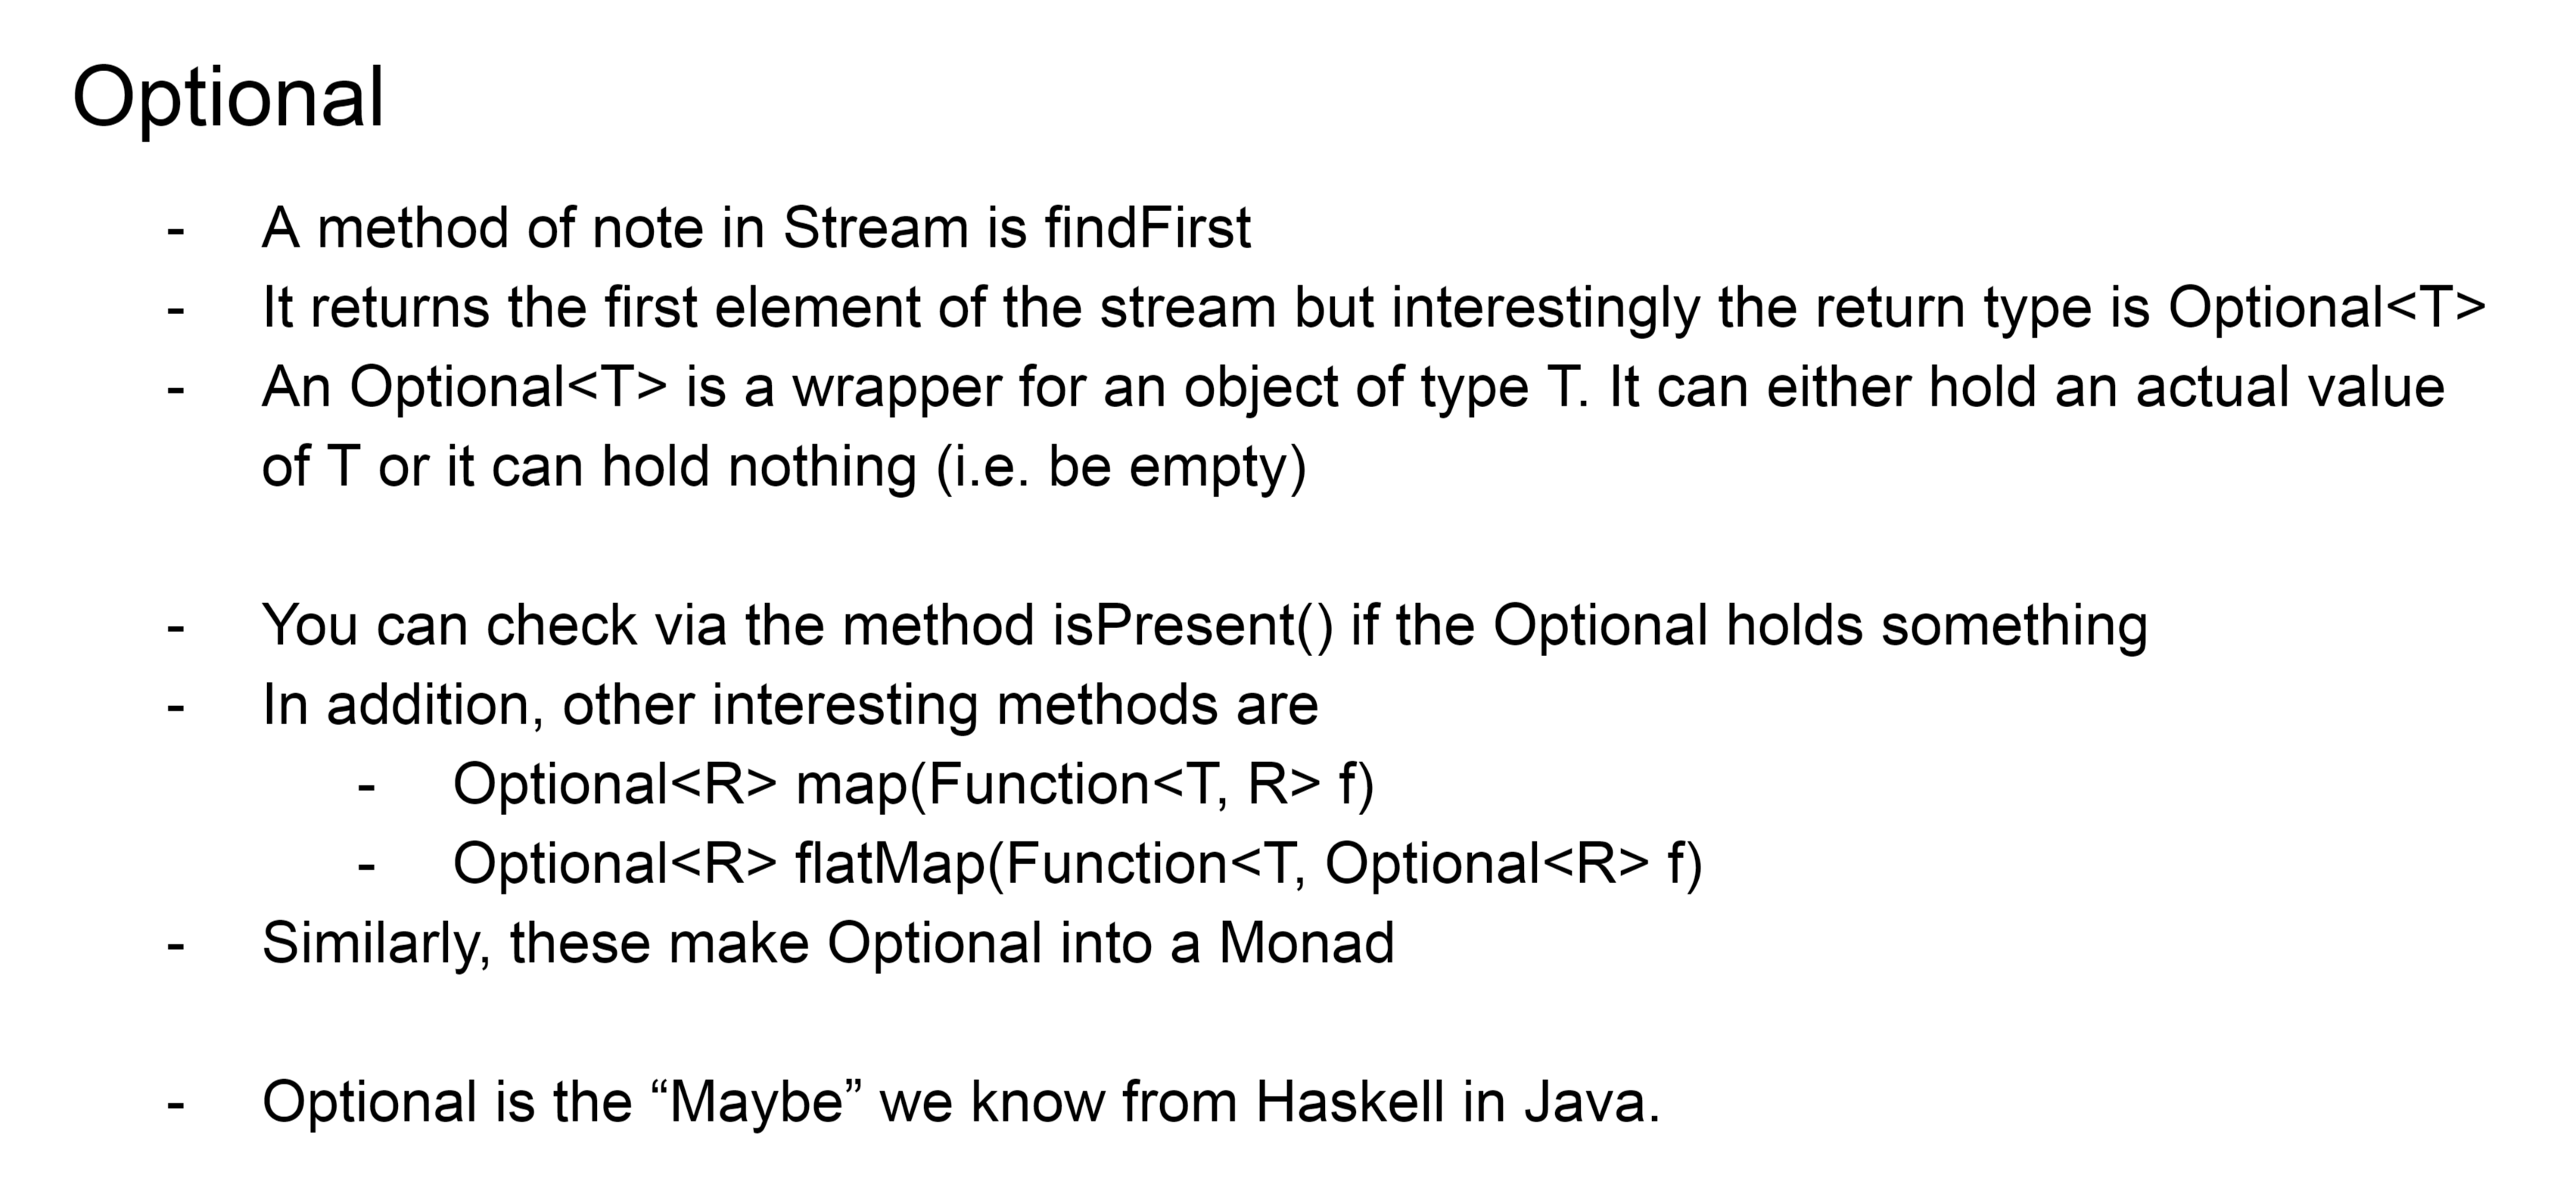 Optional
- A method of note in Stream is findFirst
- It returns the first element of the stream but interestingly the return type is Optional<T>
- An Optional<T> is a wrapper for an object of type T. It can either hold an actual value
of T or it can hold nothing (i.e. be empty)
- You can check via the method isPresent() if the Optional holds something
- In addition, other interesting methods are
- Optional<R> map(Function<T, R> f)
- Optional<R> flatMap(Function<T, Optional<R> f)
- Similarly, these make Optional into a Monad
- Optional is the “Maybe” we know from Haskell in Java.